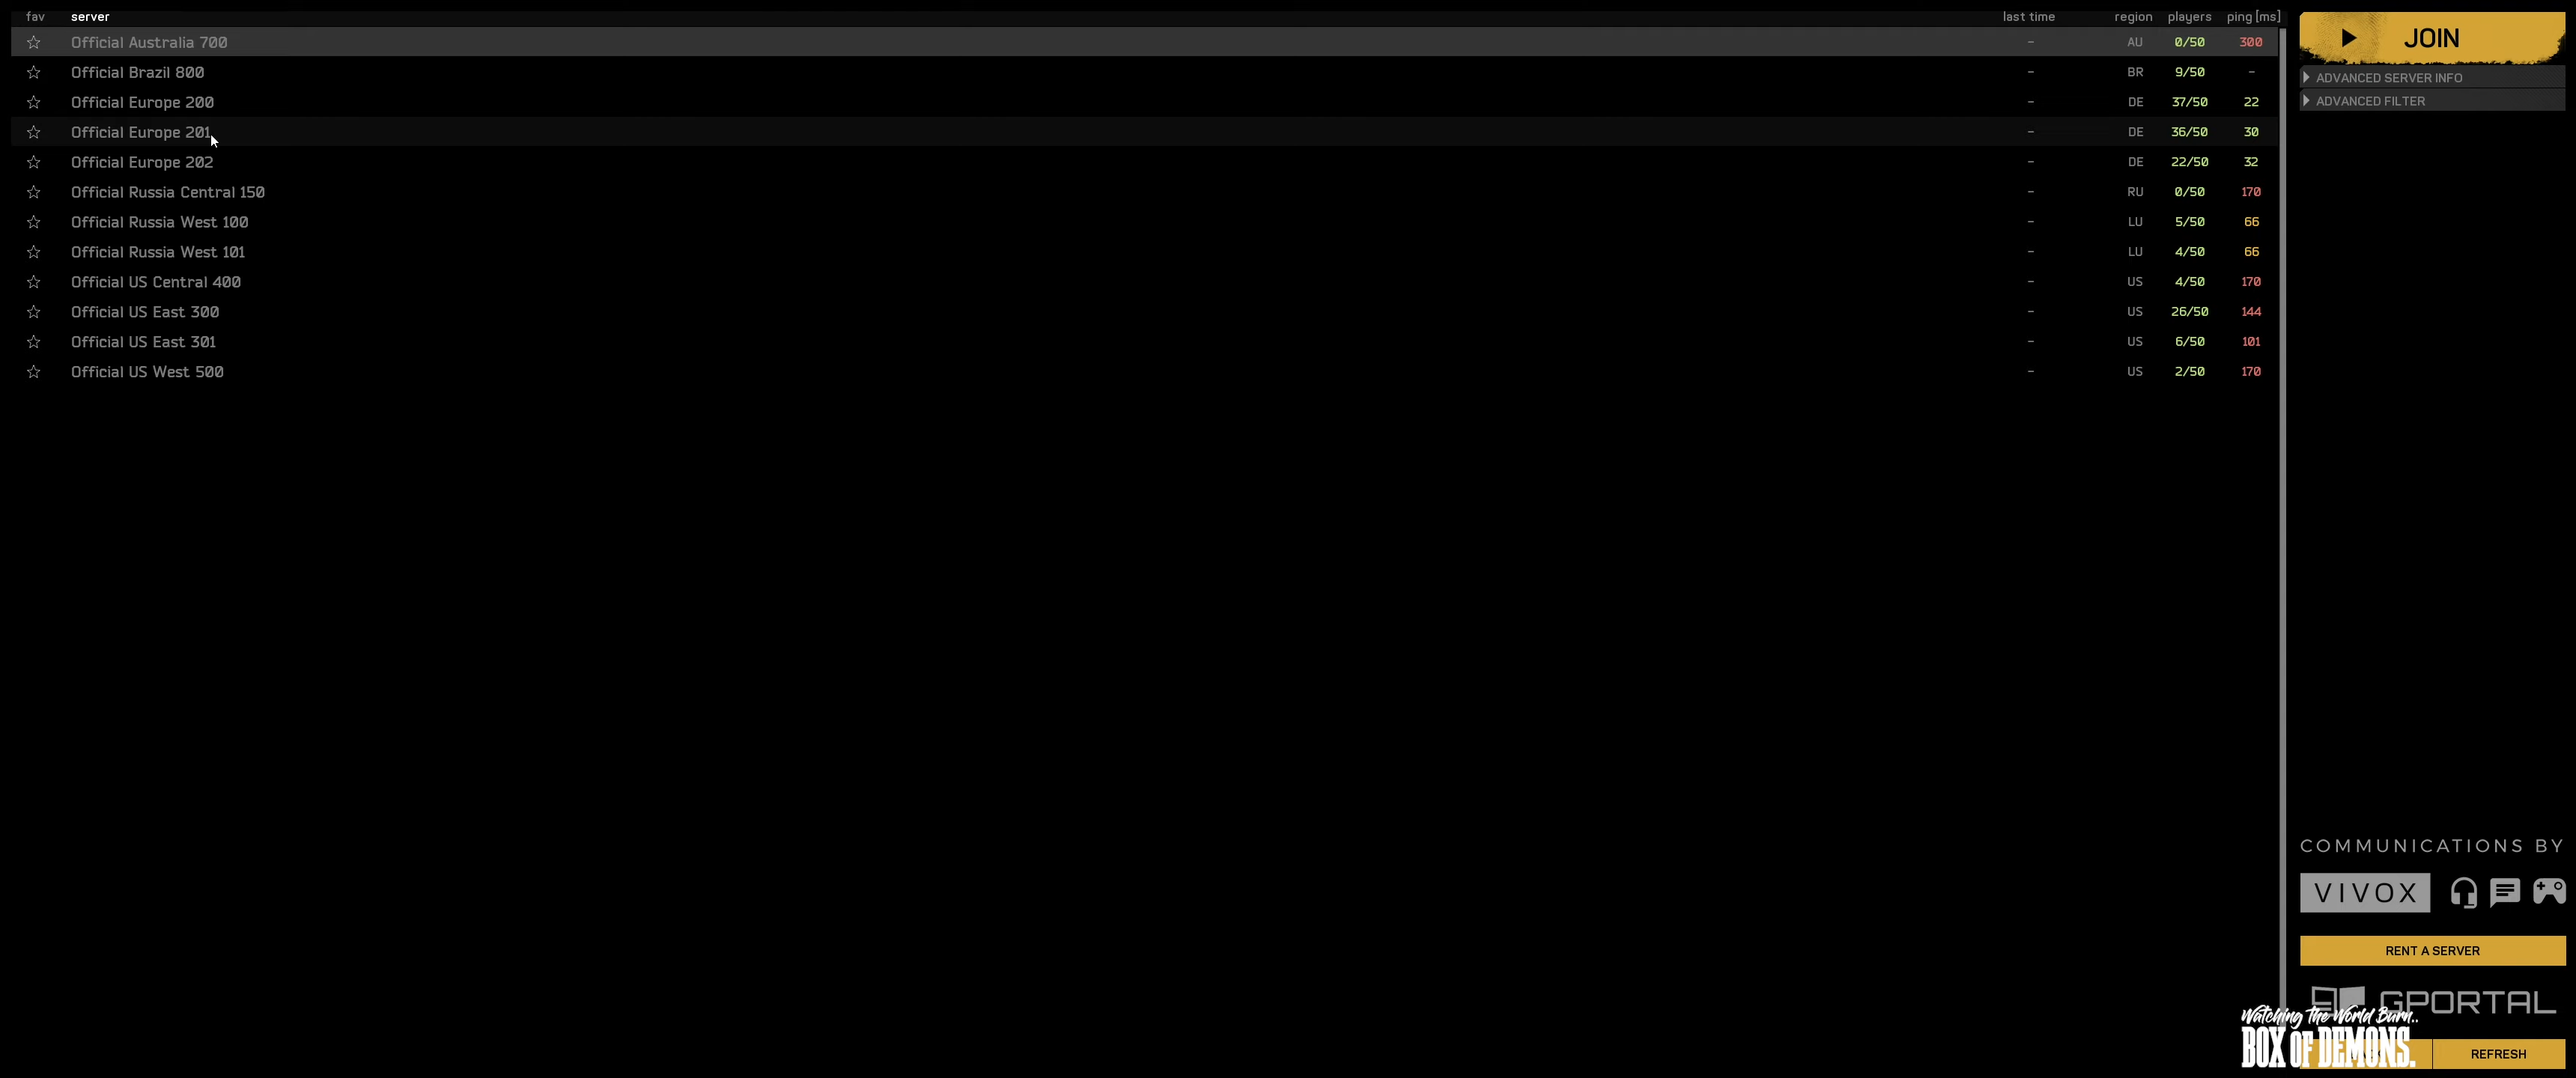 fav server last time region players ping [ms]
Official Australia 700 - AU 0/50 300
Official Brazil 800 - BR 9/50 -
Official Europe 200 - DE 37/50 22
Official Europe 201 - DE 36/50 30
Official Europe 202 - DE 22/50 32
Official Russia Central 150 - RU 0/50 170
Official Russia West 100 - LU 5/50 66
Official Russia West 101 - LU 4/50 66
Official US Central 400 - US 4/50 170
Official US East 300 - US 26/50 144
Official US East 301 - US 6/50 101
Official US West 500 - US 2/50 170
JOIN
ADVANCED SERVER INFO
ADVANCED FILTER
COMMUNICATIONS BY
VIVOX
RENT A SERVER
GPORTAL
Watching The World Burn..
BOX OF DEMONS.
REFRESH